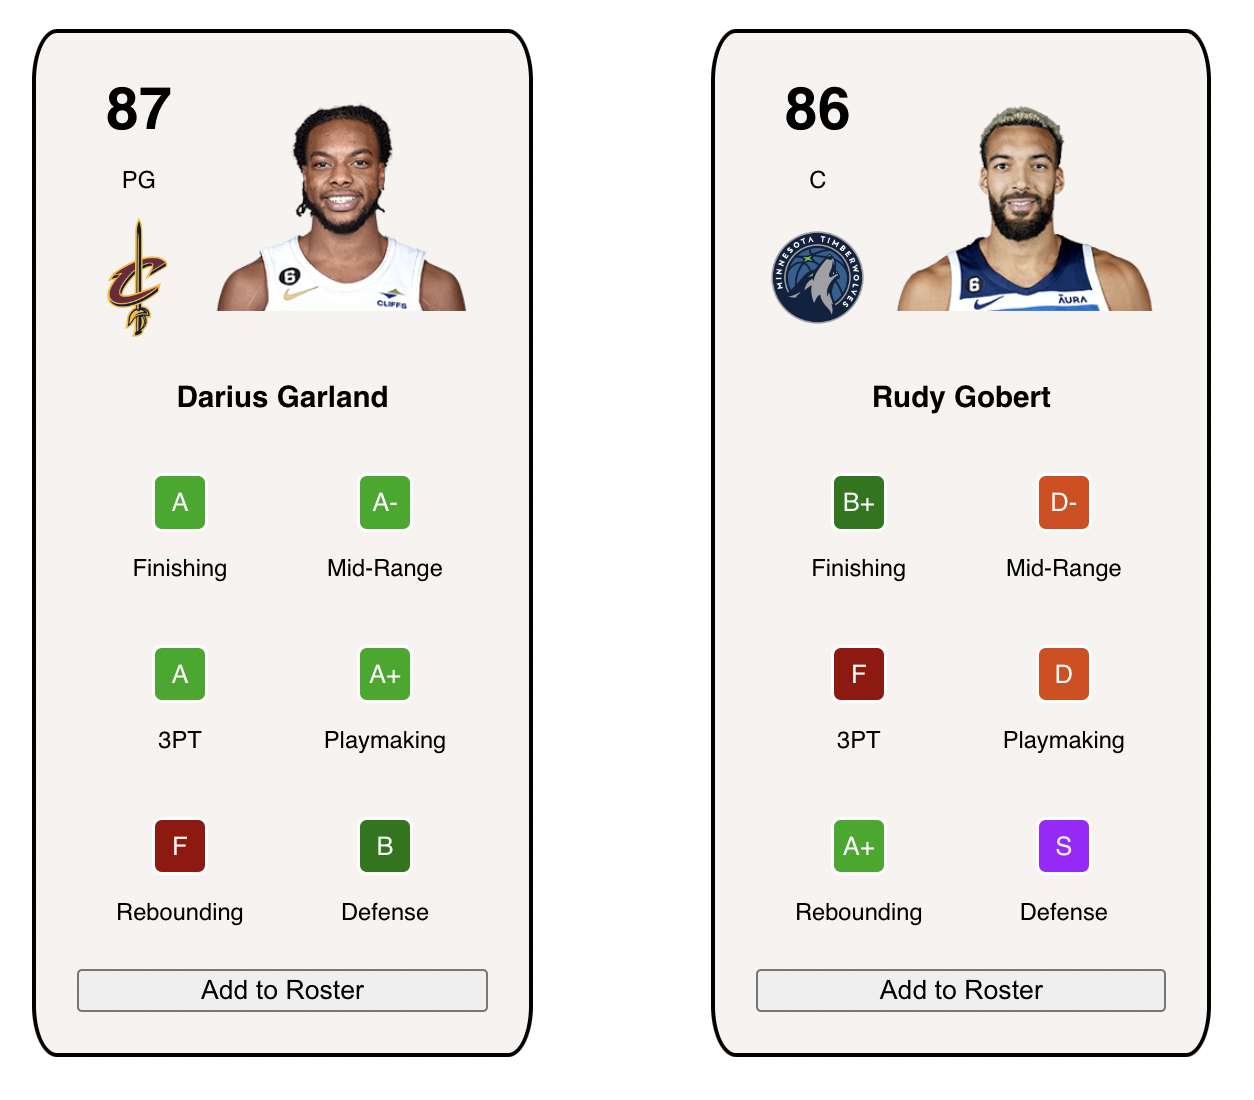 87
PG
6
CLIFFS
Darius Garland
A
Finishing
A-
Mid-Range
A
3PT
A+
Playmaking
F
Rebounding
B
Defense
Add to Roster
86
C
MINNESOTA TIMBERWOLVES
6
AURA
Rudy Gobert
B+
Finishing
D-
Mid-Range
F
3PT
D
Playmaking
A+
Rebounding
S
Defense
Add to Roster